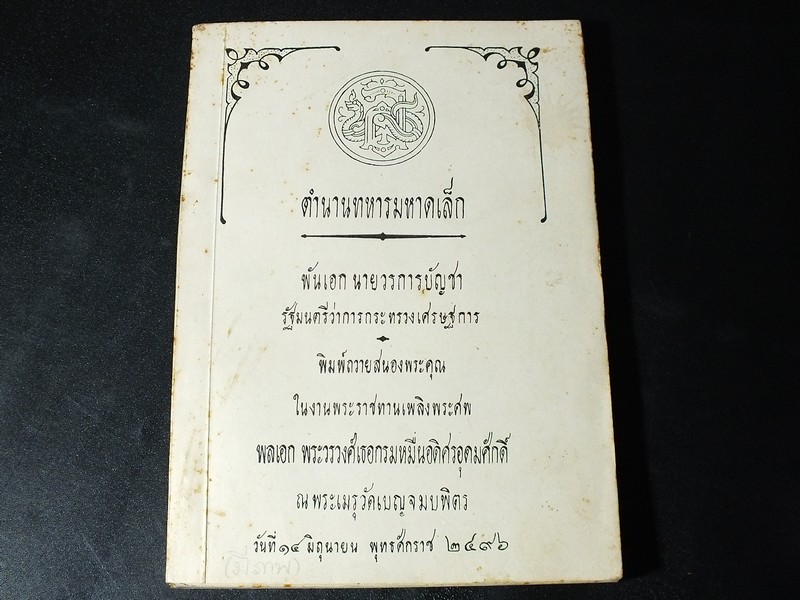 ตำนานทหารมหาดเล็ก
พันเอก นายวรการบัญชา
รัฐมนตรีว่าการกระทรวงเศรษฐการ
พิมพ์ถวายสนองพระคุณ
ในงานพระราชทานเพลิงพระศพ
พลเอก พระวรวงศ์เธอกรมหมื่นอดิศรอุดมศักดิ์
ณพระเมรุวัดเบญจมบพิตร
วันที่ ๑๔ มิถุนายน พุทธศักราช ๒๔๙๖
(มีภาพ)